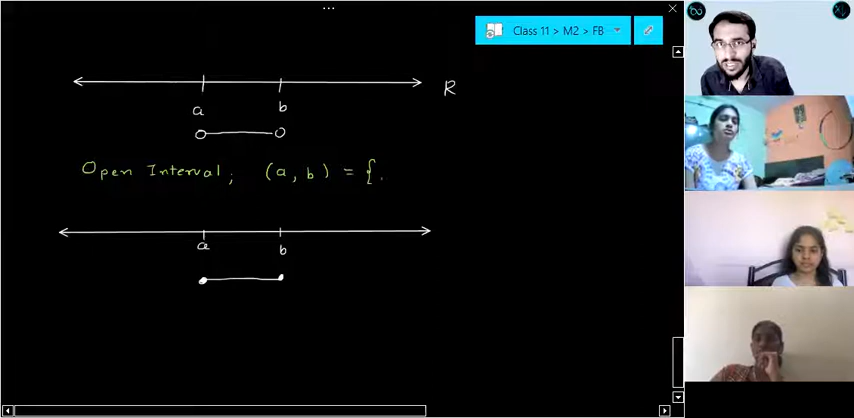 ...
Class 11 > M2 > FB
R
a b
Open Interval; (a, b) = {.
a b